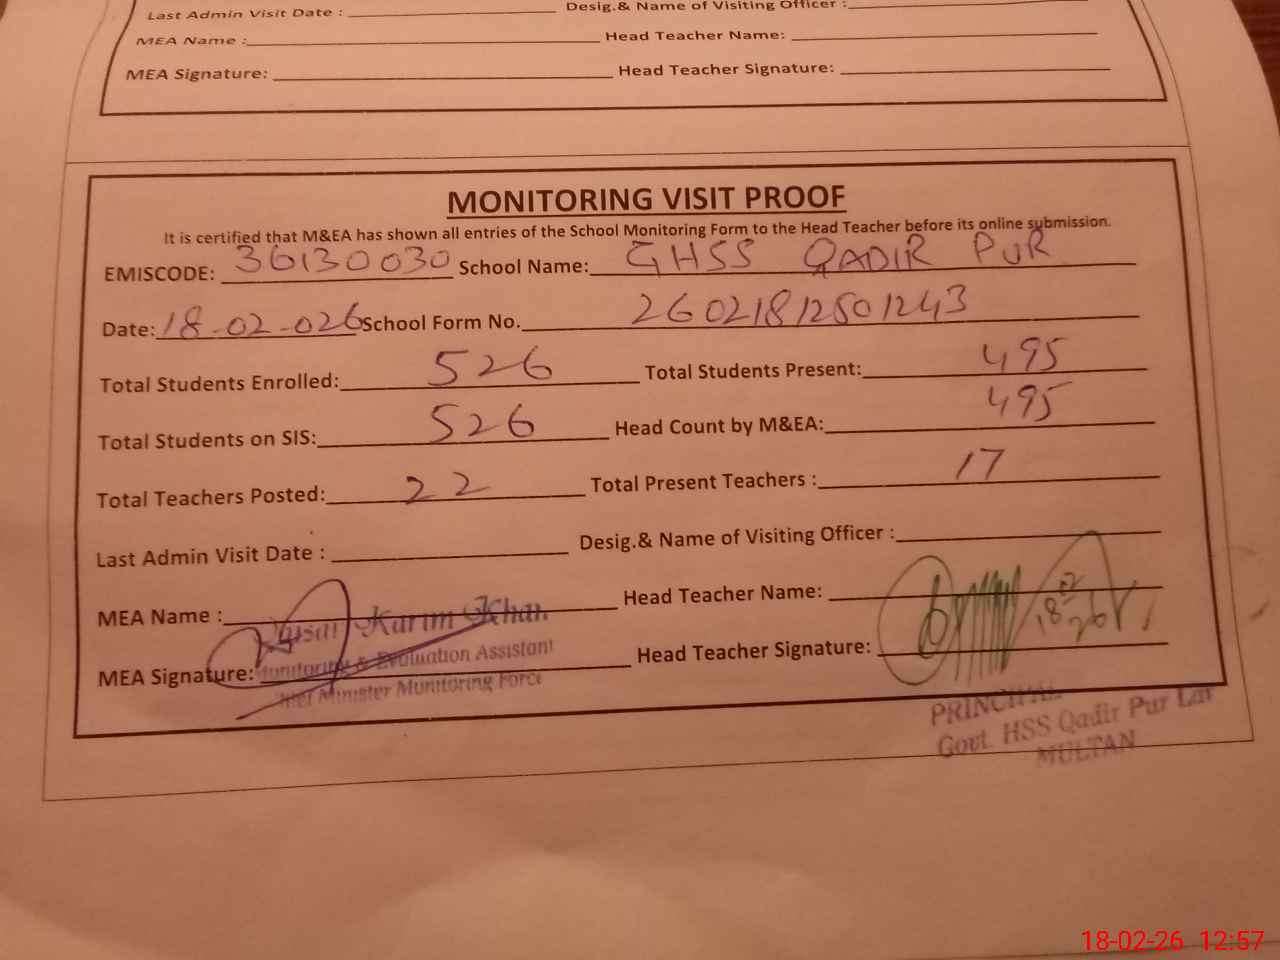 Last Admin Visit Date : Desig.& Name of Visiting Officer :
MEA Name : Head Teacher Name:
MEA Signature: Head Teacher Signature:
MONITORING VISIT PROOF
It is certified that M&EA has shown all entries of the School Monitoring Form to the Head Teacher before its online submission.
EMISCODE: 36130030 School Name: GHSS QADIR PUR
Date: 18-02-026 School Form No. 26021812501243
Total Students Enrolled: 526 Total Students Present: 495
Total Students on SIS: 526 Head Count by M&EA: 495
Total Teachers Posted: 22 Total Present Teachers : 17
Last Admin Visit Date : Desig.& Name of Visiting Officer :
MEA Name : Karim Khan Head Teacher Name:
MEA Signature: Monitoring & Evaluation Assistant Head Teacher Signature:
Minister Monitoring Force
PRINCIPAL
Govt. HSS Qadir Pur
MULTAN
18-02-26 12:57